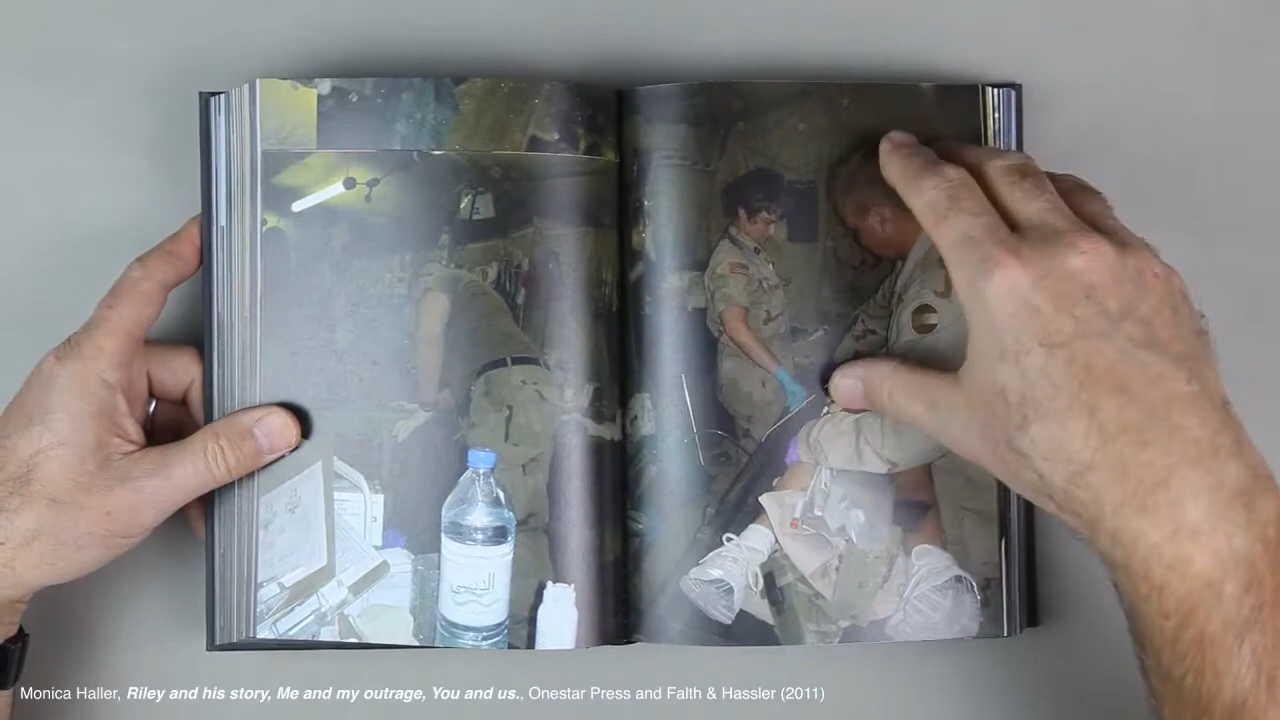 Monica Haller, Riley and his story, Me and my outrage, You and us., Onestar Press and Falth & Hassler (2011)